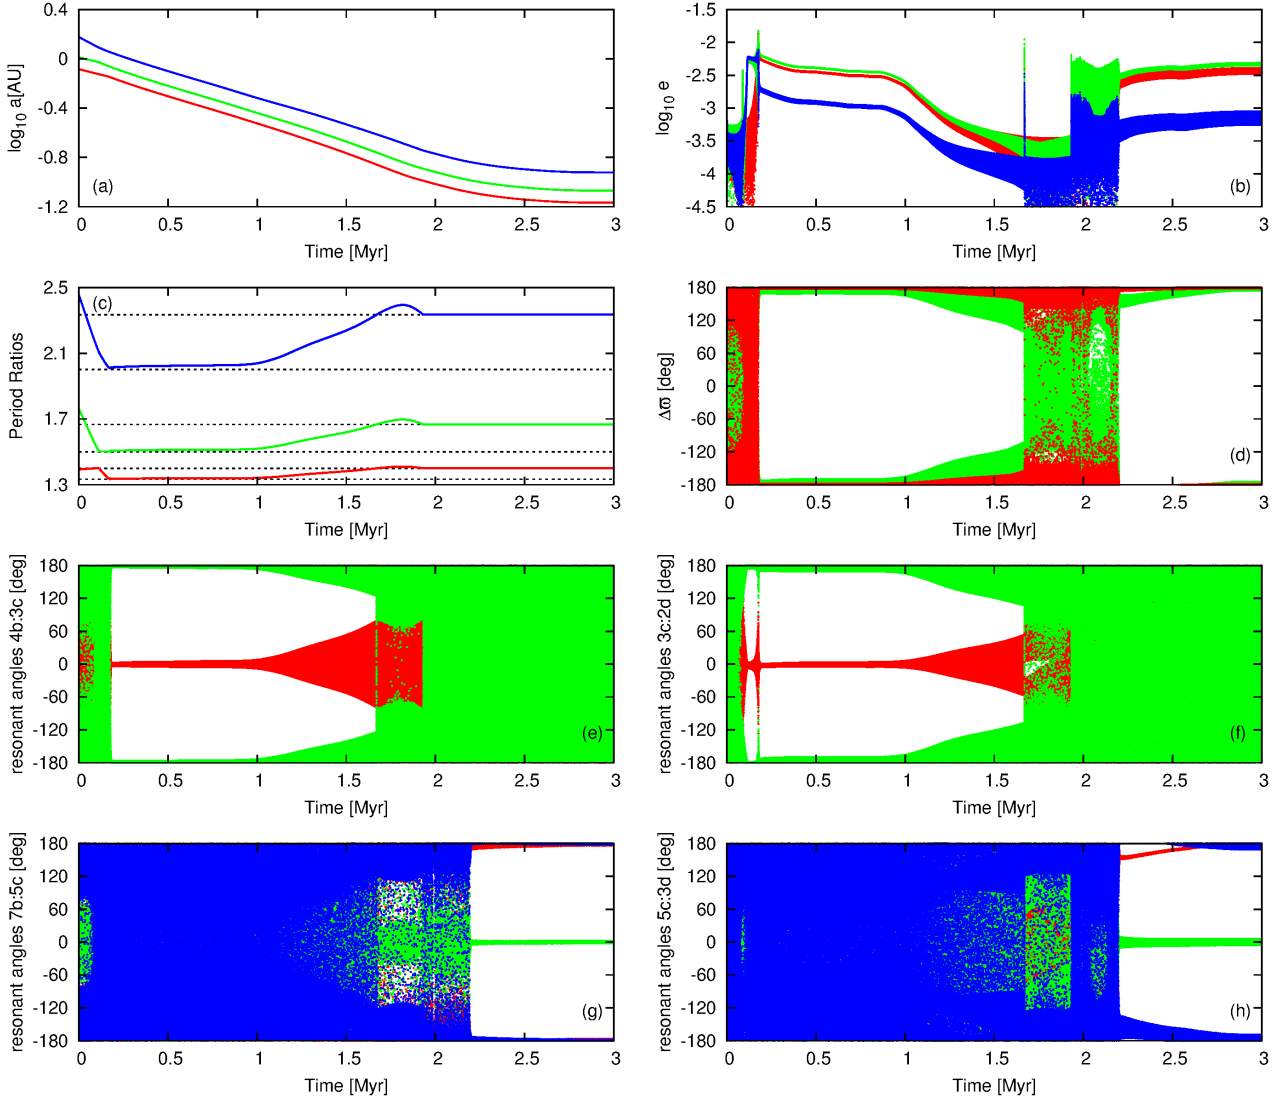 0.4
0
-0.4
-0.8
-1.2
log10 a[AU]
(a)
0 0.5 1 1.5 2 2.5 3
Time [Myr]
-1.5
-2
-2.5
-3
-3.5
-4
-4.5
log10 e
(b)
0 0.5 1 1.5 2 2.5 3
Time [Myr]
2.5
2.1
1.7
1.3
Period Ratios
(c)
0 0.5 1 1.5 2 2.5 3
Time [Myr]
180
120
60
0
-60
-120
-180
Δϖ [deg]
(d)
0 0.5 1 1.5 2 2.5 3
Time [Myr]
180
120
60
0
-60
-120
-180
resonant angles 4b:3c [deg]
(e)
0 0.5 1 1.5 2 2.5 3
Time [Myr]
180
120
60
0
-60
-120
-180
resonant angles 3c:2d [deg]
(f)
0 0.5 1 1.5 2 2.5 3
Time [Myr]
180
120
60
0
-60
-120
-180
resonant angles 7b:5c [deg]
(g)
0 0.5 1 1.5 2 2.5 3
Time [Myr]
180
120
60
0
-60
-120
-180
resonant angles 5c:3d [deg]
(h)
0 0.5 1 1.5 2 2.5 3
Time [Myr]